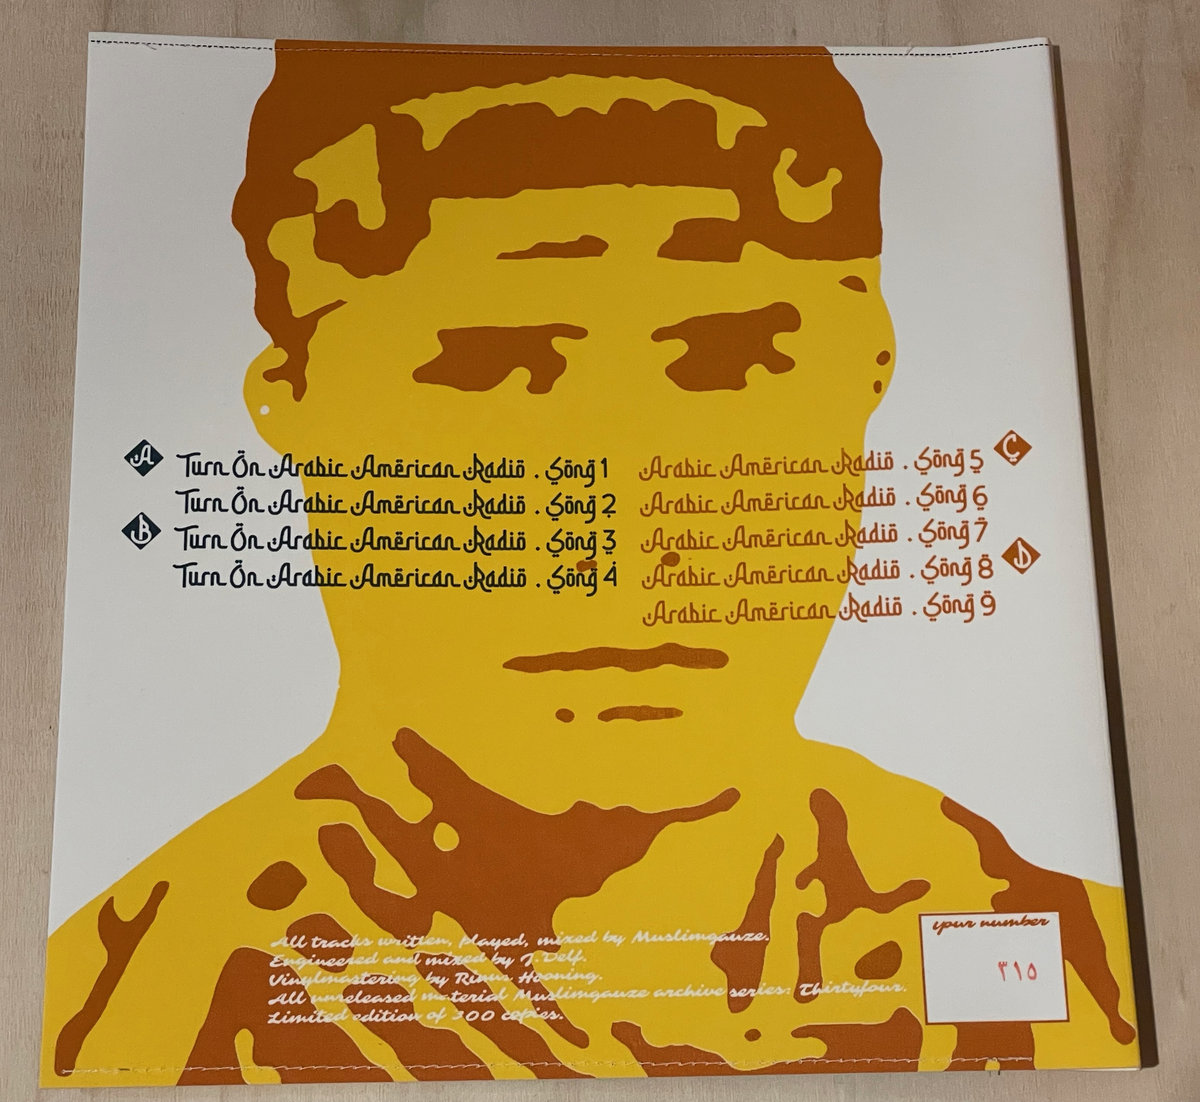 A Turn On Arabic American Radio . Song 1
Turn On Arabic American Radio . Song 2
B Turn On Arabic American Radio . Song 3
Turn On Arabic American Radio . Song 4
Arabic American Radio . Song 5 C
Arabic American Radio . Song 6
Arabic American Radio . Song 7
Arabic American Radio . Song 8 D
Arabic American Radio . Song 9
All tracks written, played, mixed by Muslimgauze.
Engineered and mixed by J. Delf.
Vinylmastering by Rinus Hooning.
All unreleased material Muslimgauze archive series: Thirtyfour.
Limited edition of copies.
your number
٣١٥